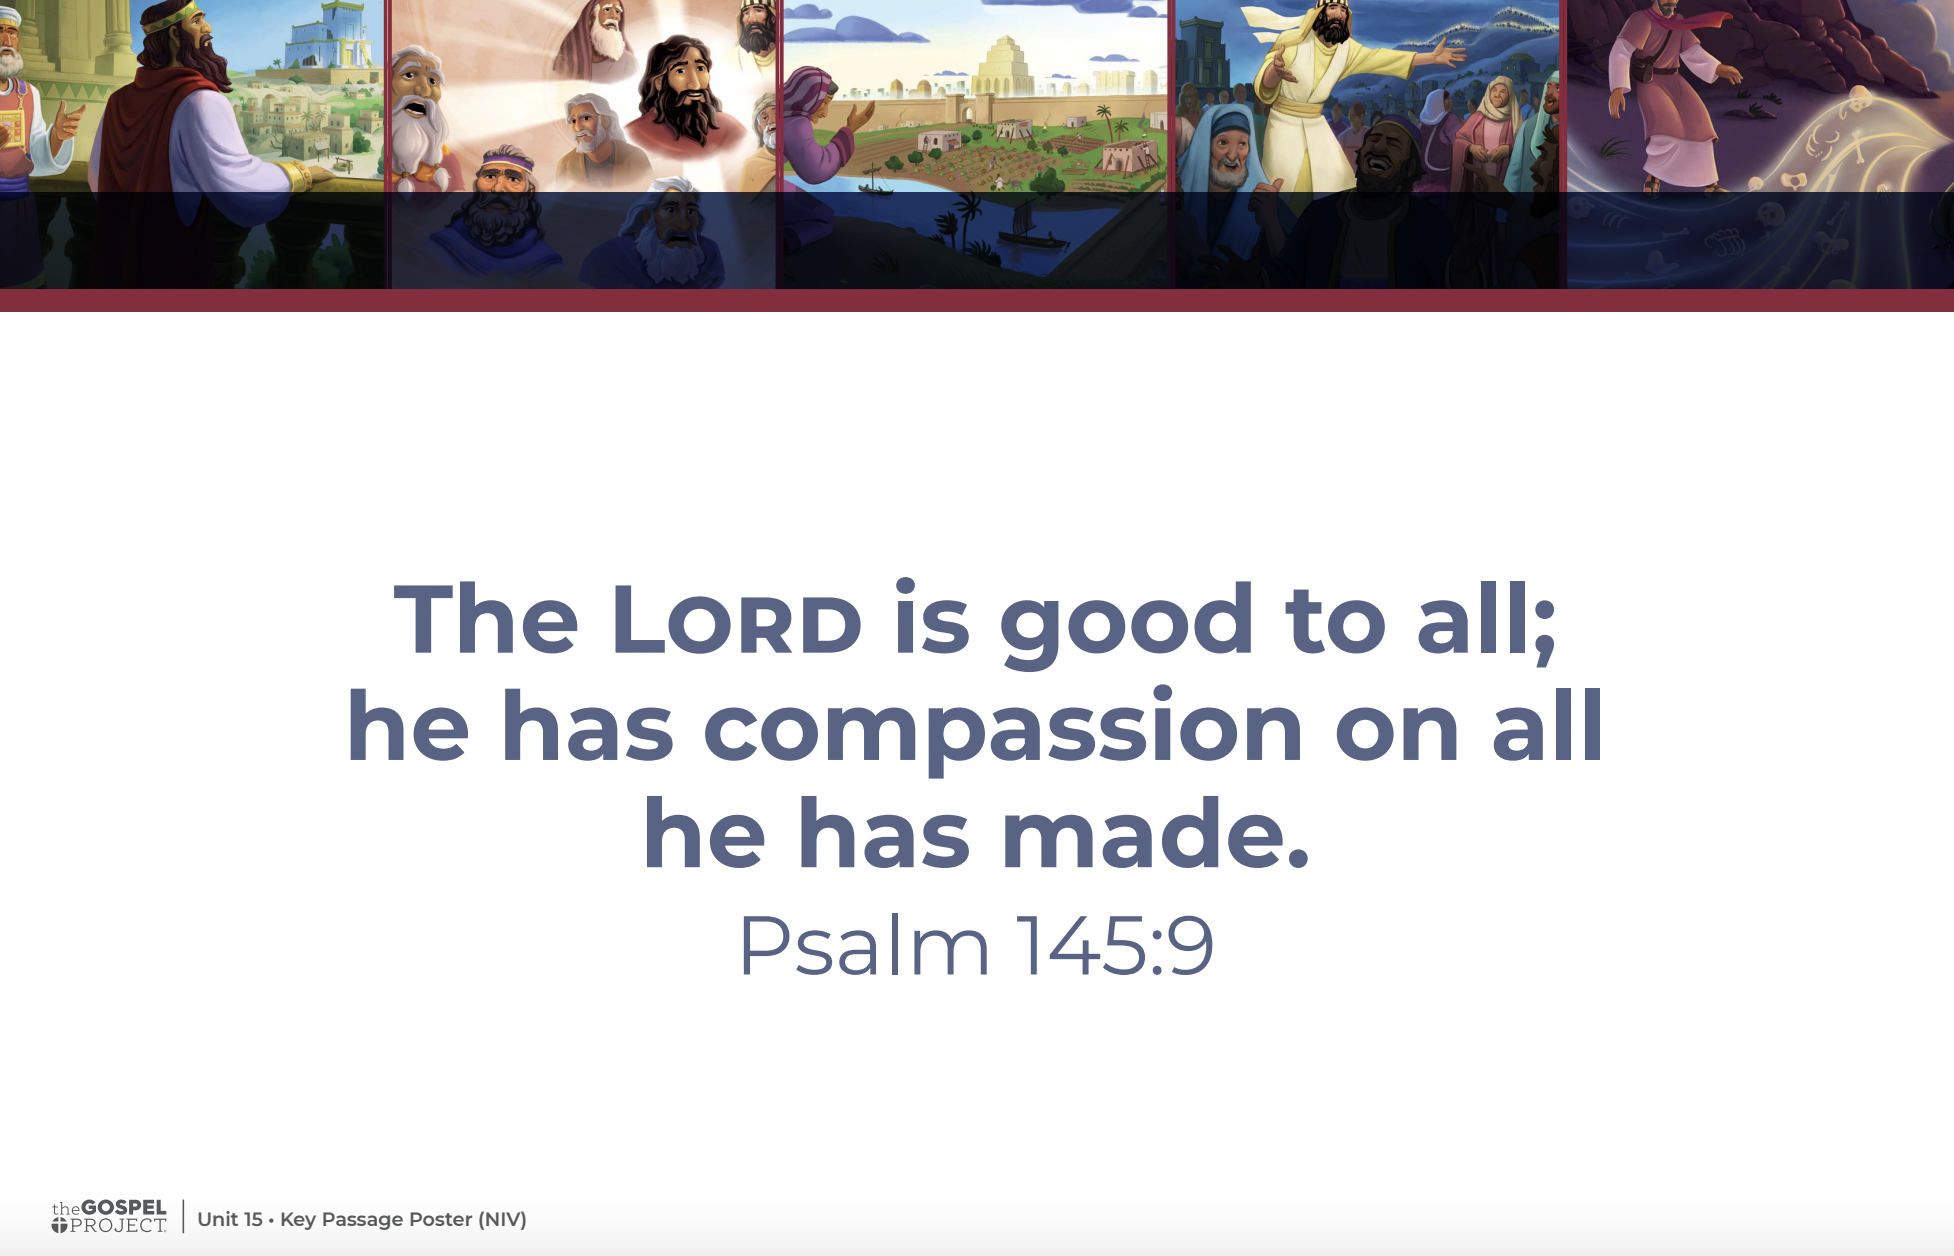 The LORD is good to all;
he has compassion on all
he has made.
Psalm 145:9
theGOSPEL
PROJECT
Unit 15 • Key Passage Poster (NIV)